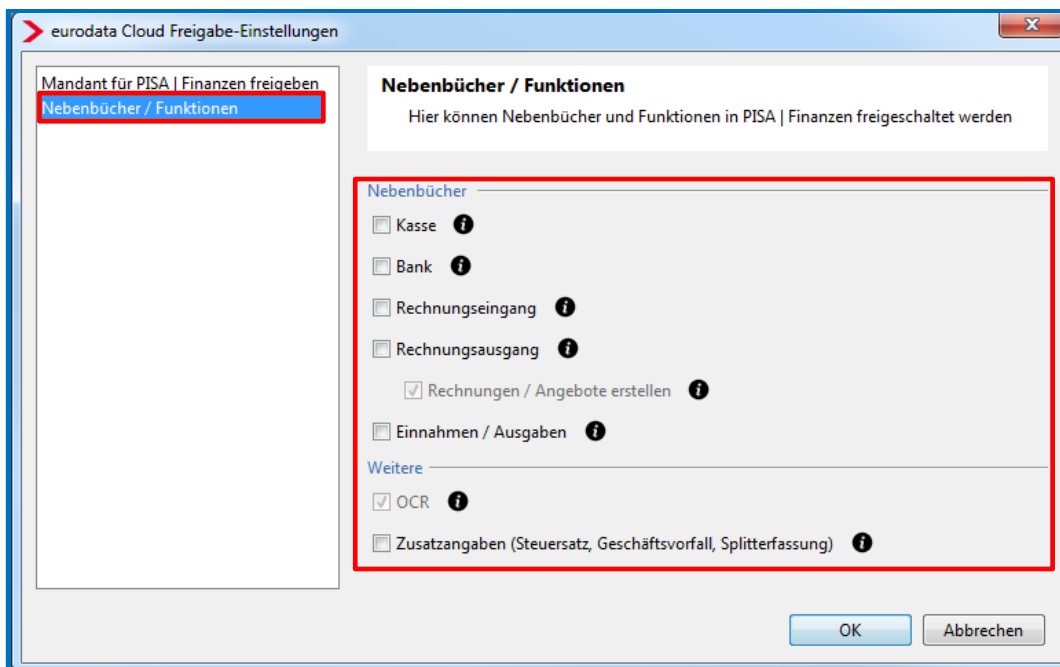 eurodata Cloud Freigabe-Einstellungen
Mandant für PISA | Finanzen freigeben
Nebenbücher / Funktionen
Nebenbücher / Funktionen
Hier können Nebenbücher und Funktionen in PISA | Finanzen freigeschaltet werden
Nebenbücher
Kasse
Bank
Rechnungseingang
Rechnungsausgang
Rechnungen / Angebote erstellen
Einnahmen / Ausgaben
Weitere
OCR
Zusatzangaben (Steuersatz, Geschäftsvorfall, Splitterfassung)
OK Abbrechen